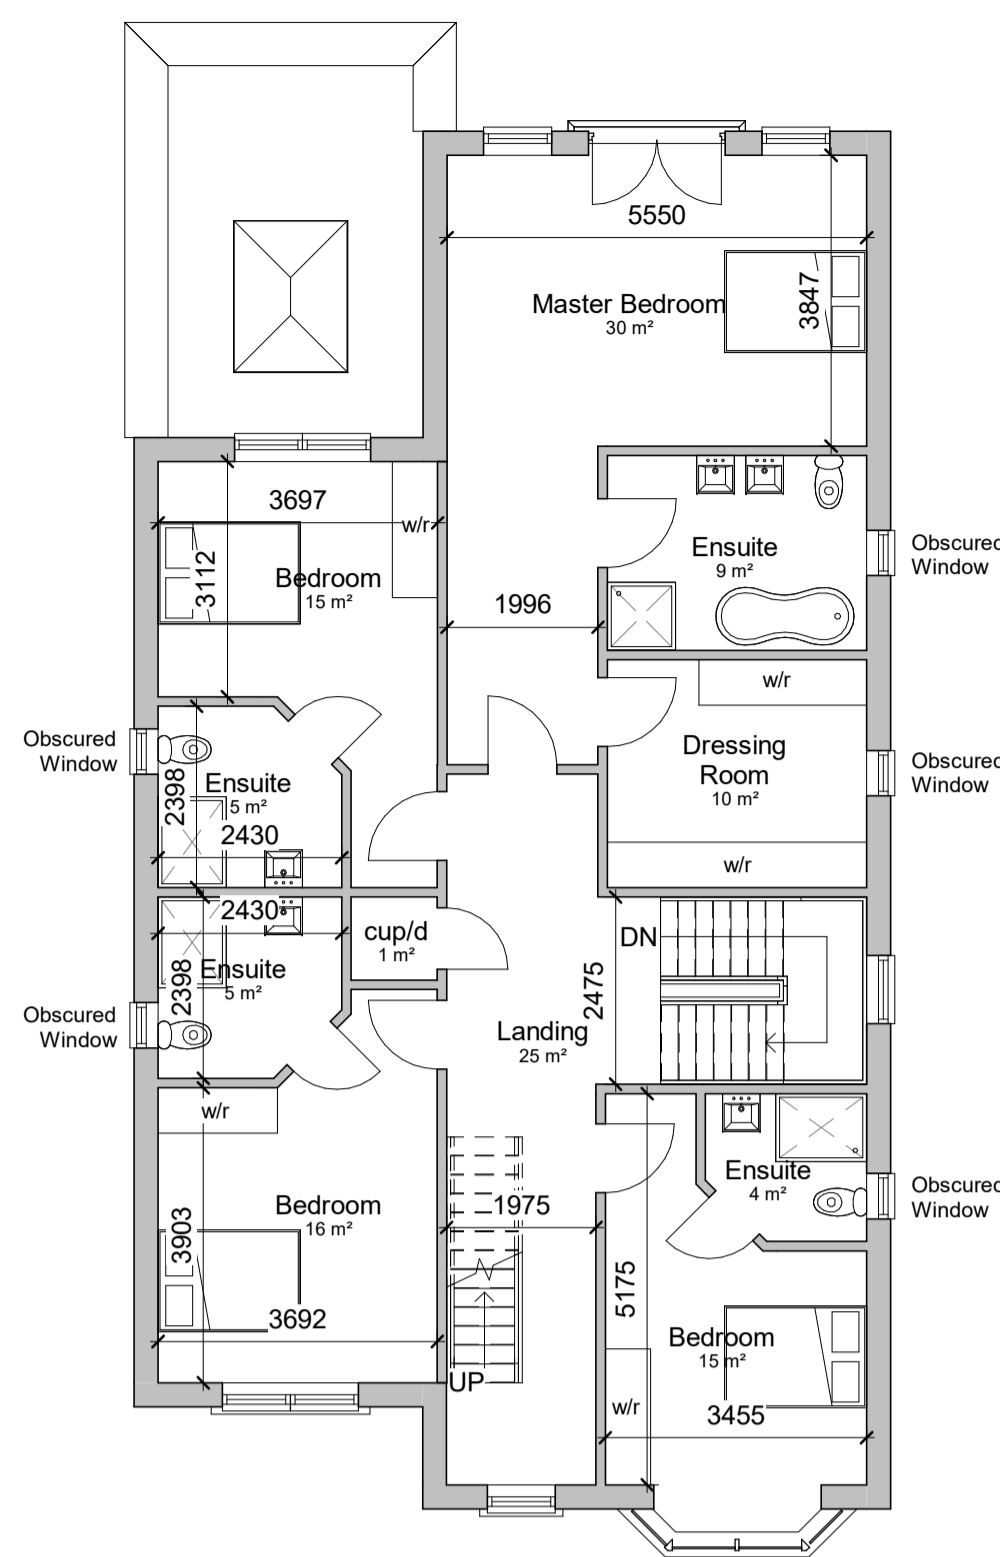 5550
Master Bedroom
30 m²
3847
3697
w/r
3112
Bedroom
15 m²
Ensuite
9 m²
Obscured
Window
1996
w/r
Dressing
Room
10 m²
w/r
Obscured
Window
Obscured
Window
2398
Ensuite
5 m²
2430
2430
2398
Ensuite
5 m²
Obscured
Window
cup/d
1 m²
DN
2475
Landing
25 m²
w/r
Bedroom
16 m²
3903
3692
1975
UP
Ensuite
4 m²
Obscured
Window
5175
Bedroom
15 m²
w/r
3455